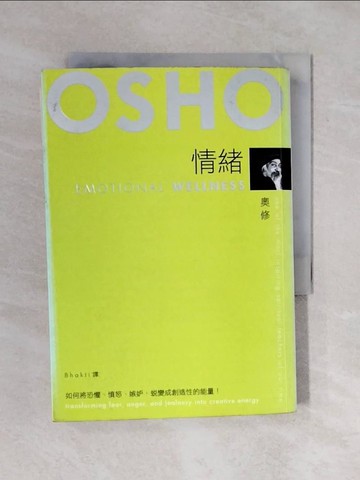 OSHO
情緒
EMOTIONAL WELLNESS
奧修
Bhakti 譯
如何將恐懼、憤怒、嫉妒，蛻變成創造性的能量！
transforming fear, anger, and jealousy into creative energy